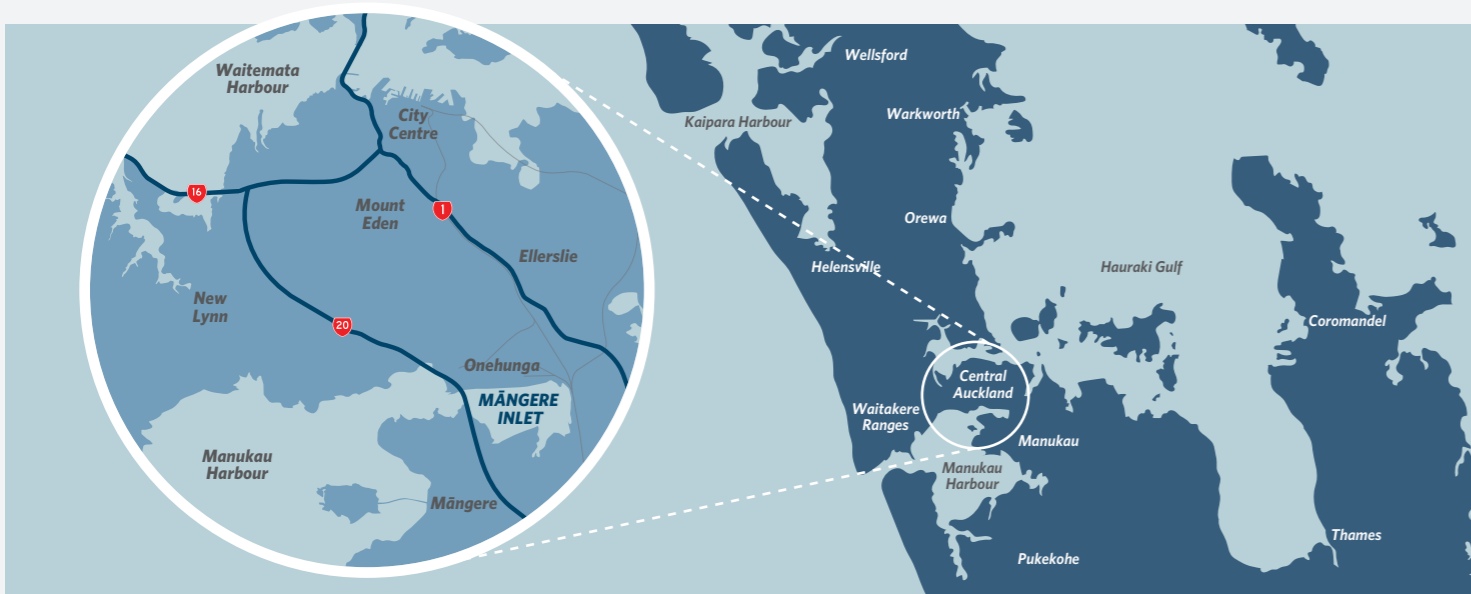 Waitemata
Harbour
City
Centre
16
Mount
Eden
1
Ellerslie
New
Lynn
20
Onehunga
MĀNGERE
INLET
Manukau
Harbour
Māngere
Wellsford
Kaipara Harbour
Warkworth
Orewa
Helensville
Hauraki Gulf
Coromandel
Central
Auckland
Waitakere
Ranges
Manukau
Manukau
Harbour
Thames
Pukekohe